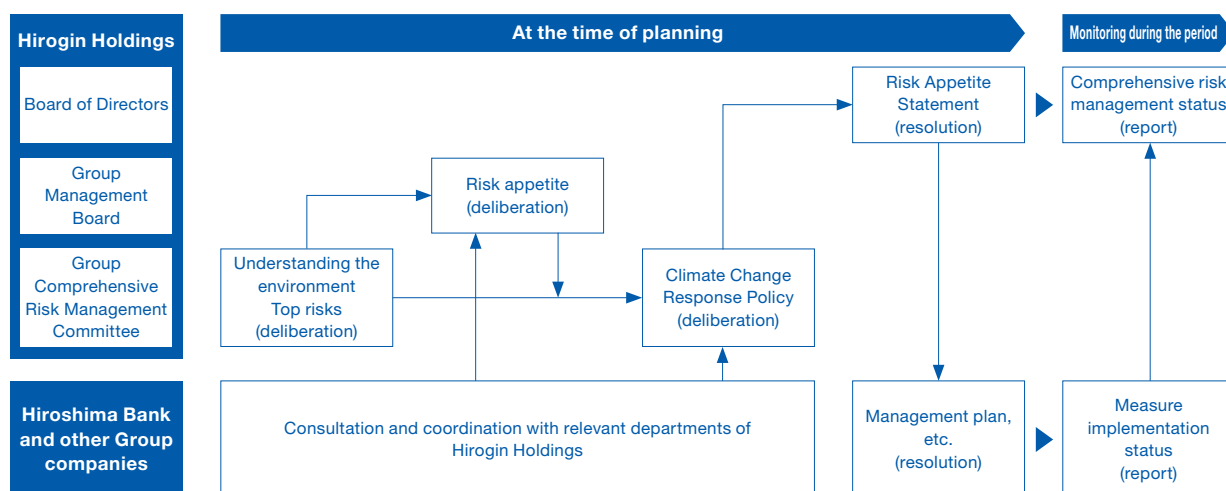 Hirogin Holdings
Board of Directors
Group
Management
Board
Group
Comprehensive
Risk Management
Committee
Hiroshima Bank
and other Group
companies
At the time of planning
Monitoring during the period
Understanding the
environment
Top risks
(deliberation)
Risk appetite
(deliberation)
Climate Change
Response Policy
(deliberation)
Risk Appetite
Statement
(resolution)
Comprehensive risk
management status
(report)
Consultation and coordination with relevant departments of
Hirogin Holdings
Management plan,
etc.
(resolution)
Measure
implementation
status
(report)